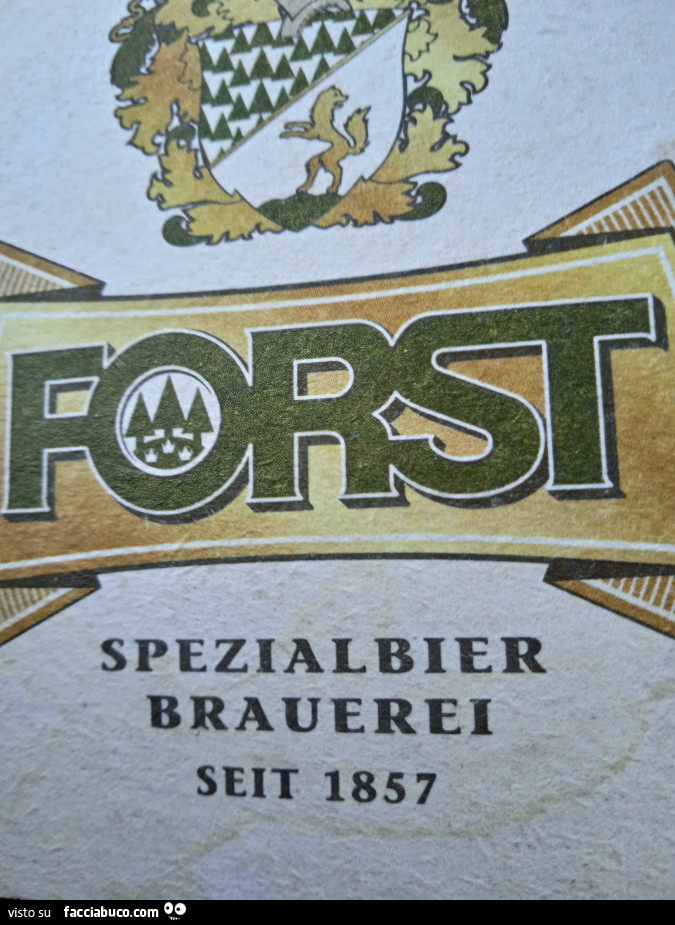 FORST
SPEZIALBIER
BRAUEREI
SEIT 1857
visto su facciabuco.com